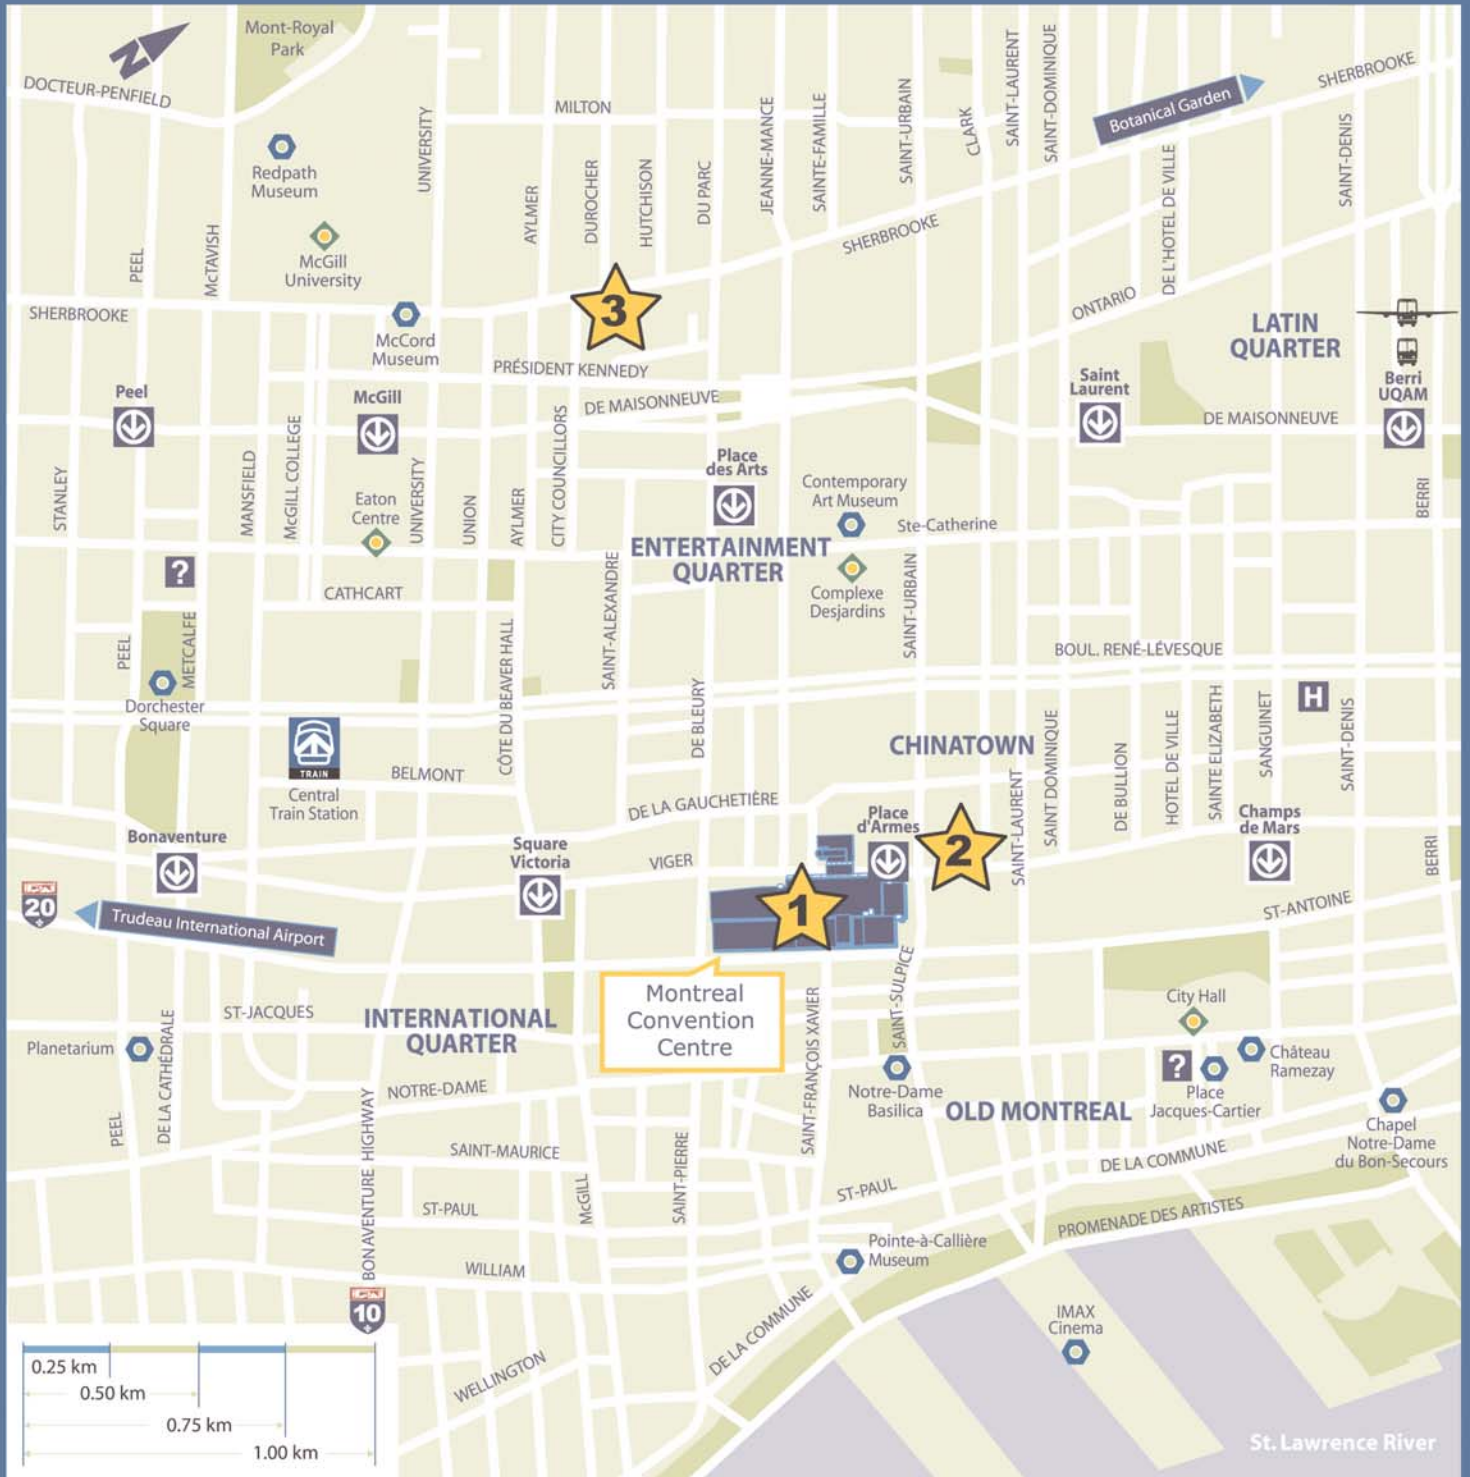 Mont-Royal
Park
N
DOCTEUR-PENFIELD
MILTON
UNIVERSITY
JEANNE-MANCE
SAINTE-FAMILLE
SAINT-URBAIN
CLARK
SAINT-LAURENT
SAINT-DOMINIQUE
Botanical Garden
SHERBROOKE
SAINT-DENIS
DE L'HOTEL DE VILLE
Redpath
Museum
McGill
University
PEEL
McTAVISH
AYLMER
DUROCHER
HUTCHISON
DU PARC
SHERBROOKE
SHERBROOKE
3
McCord
Museum
ONTARIO
LATIN
QUARTER
PRÉSIDENT KENNEDY
DE MAISONNEUVE
Peel
McGill
Saint
Laurent
Berri
UQAM
DE MAISONNEUVE
STANLEY
MANSFIELD
McGILL COLLEGE
UNIVERSITY
UNION
AYLMER
CITY COUNCILLORS
Place
des Arts
Contemporary
Art Museum
Ste-Catherine
BERRI
Eaton
Centre
ENTERTAINMENT
QUARTER
Complexe
Desjardins
?
CATHCART
SAINT-ALEXANDRE
SAINT-URBAIN
PEEL
METCALFE
CÔTE DU BEAVER HALL
BOUL. RENÉ-LÉVESQUE
Dorchester
Square
DE BLEURY
H
TRAIN
Central
Train Station
BELMONT
CHINATOWN
SAINT-LAURENT
SAINT DOMINIQUE
DE BULLION
HOTEL DE VILLE
SAINTE ELIZABETH
SANGUINET
SAINT-DENIS
DE LA GAUCHETIÈRE
Place
d'Armes
2
Champs
de Mars
Bonaventure
Square
Victoria
VIGER
BERRI
20
Trudeau International Airport
1
ST-ANTOINE
Montreal
Convention
Centre
SAINT-SULPICE
SAINT-FRANÇOIS XAVIER
City Hall
ST-JACQUES
INTERNATIONAL
QUARTER
Planetarium
DE LA CATHÉDRALE
PEEL
?
Château
Ramezay
Place
Jacques-Cartier
Notre-Dame
Basilica
OLD MONTREAL
NOTRE-DAME
BONAVENTURE HIGHWAY
Chapel
Notre-Dame
du Bon-Secours
SAINT-MAURICE
McGILL
SAINT-PIERRE
DE LA COMMUNE
ST-PAUL
ST-PAUL
PROMENADE DES ARTISTES
Pointe-à-Callière
Museum
WILLIAM
10
DE LA COMMUNE
IMAX
Cinema
WELLINGTON
0.25 km
0.50 km
0.75 km
1.00 km
St. Lawrence River